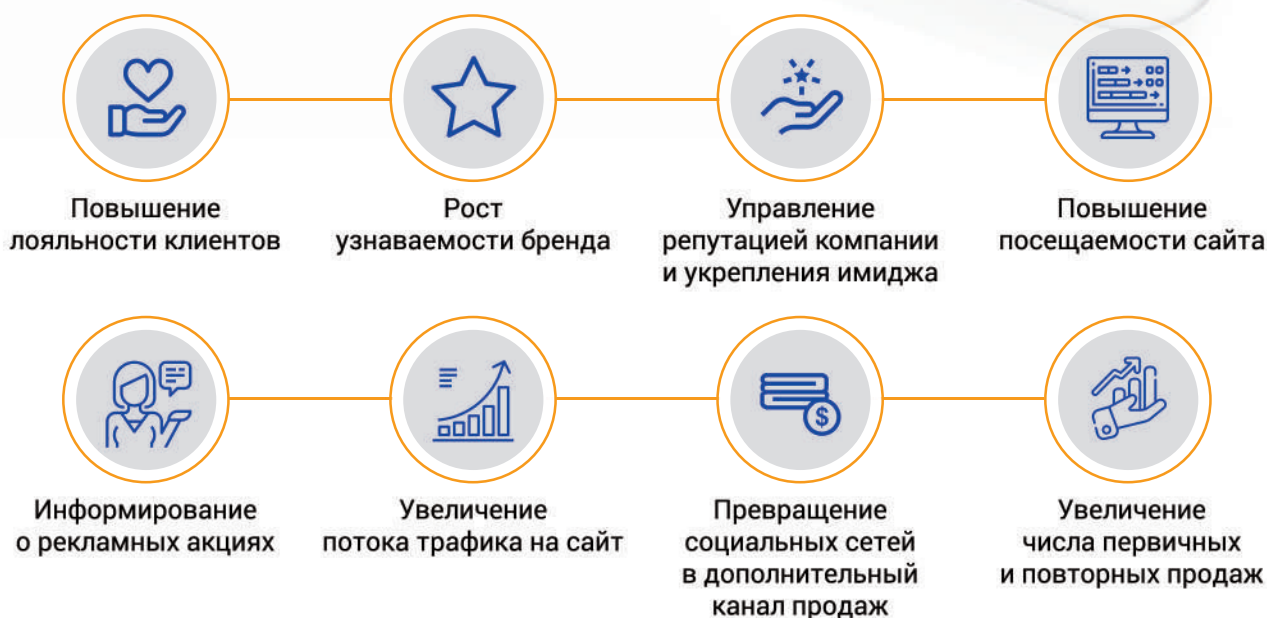 Повышение
лояльности клиентов
Рост
узнаваемости бренда
Управление
репутацией компании
и укрепления имиджа
Повышение
посещаемости сайта
Информирование
о рекламных акциях
Увеличение
потока трафика на сайт
$
Превращение
социальных сетей
в дополнительный
канал продаж
Увеличение
числа первичных
и повторных продаж